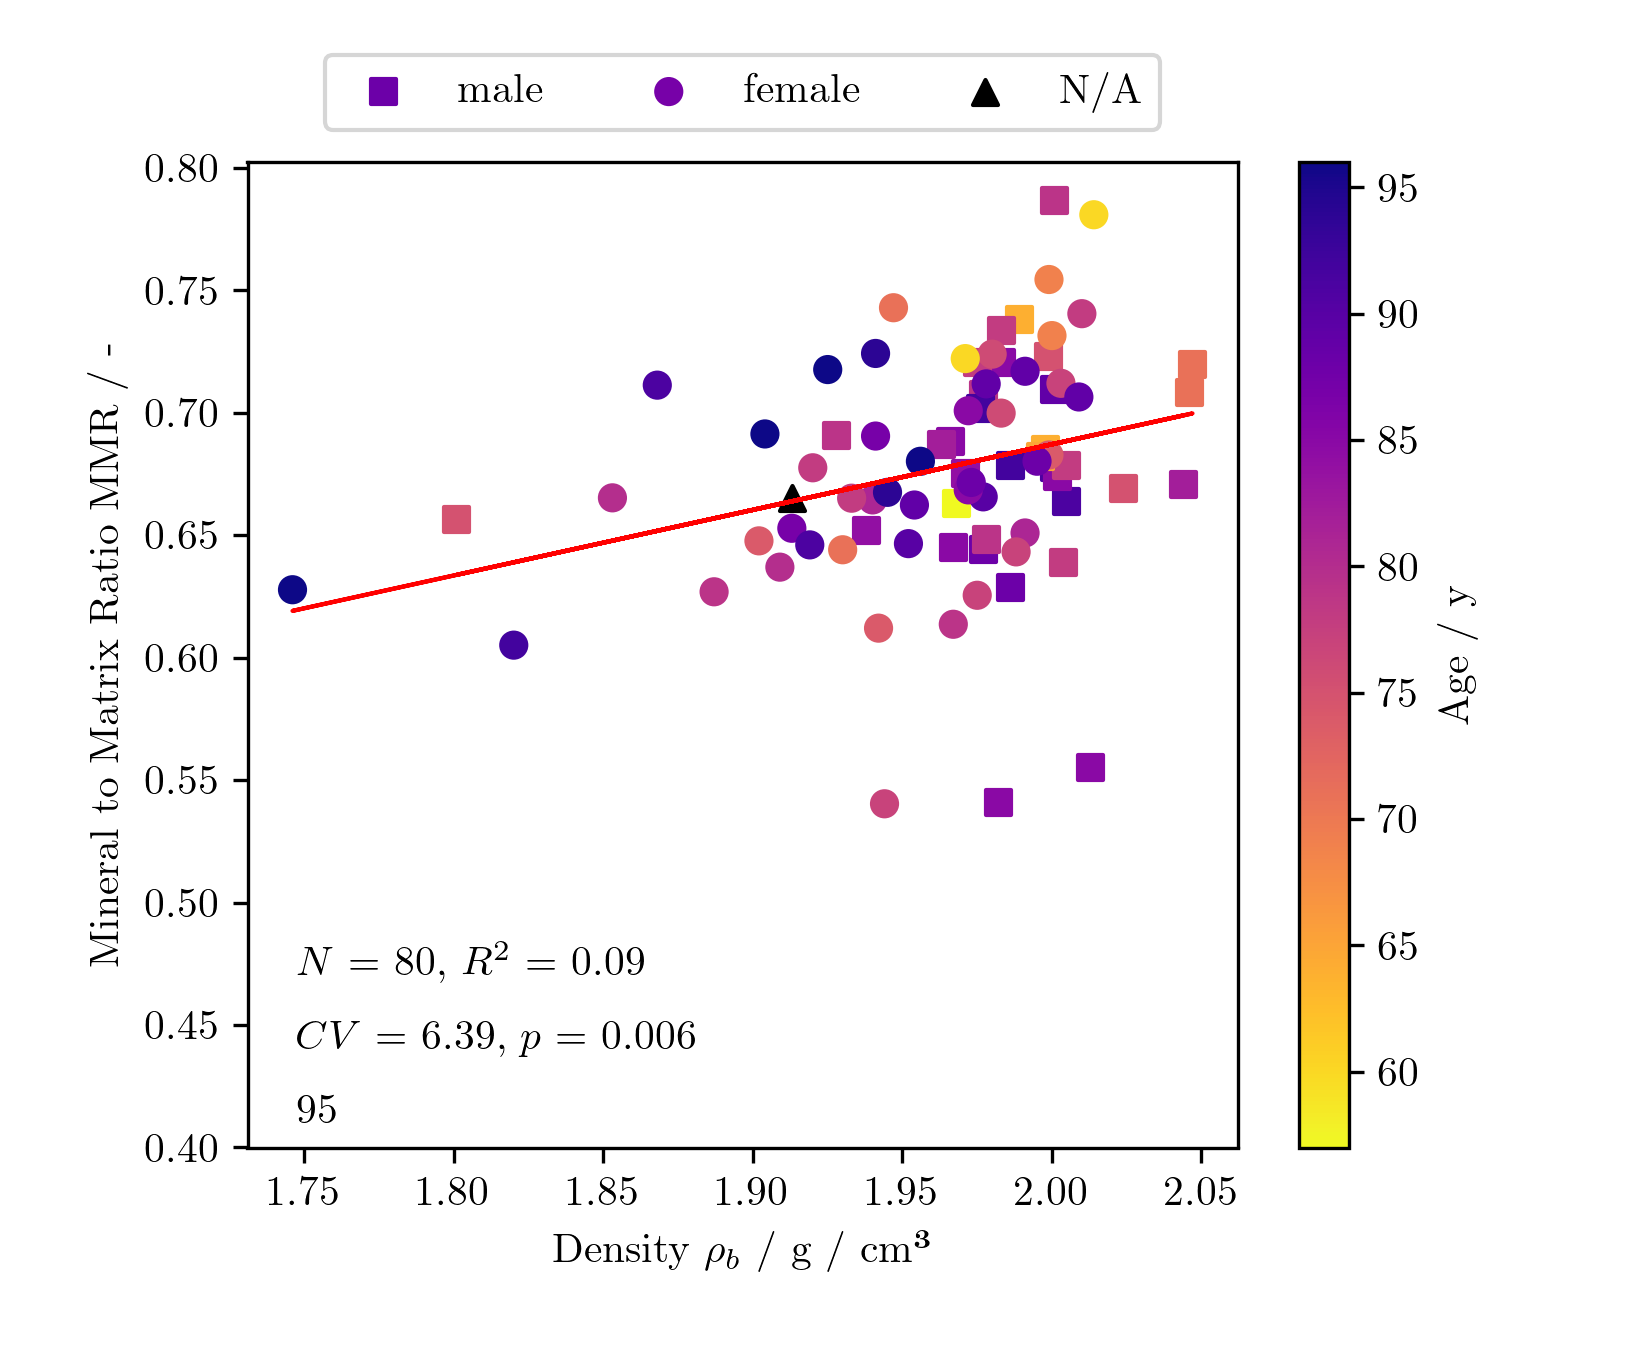 male female N/A
0.80
0.75
0.70
0.65
0.60
0.55
0.50
0.45
0.40
Mineral to Matrix Ratio MMR / -
N = 80, R² = 0.09
CV = 6.39, p = 0.006
95
1.75 1.80 1.85 1.90 1.95 2.00 2.05
Density ρb / g / cm³
95
90
85
80
75
70
65
60
Age / y